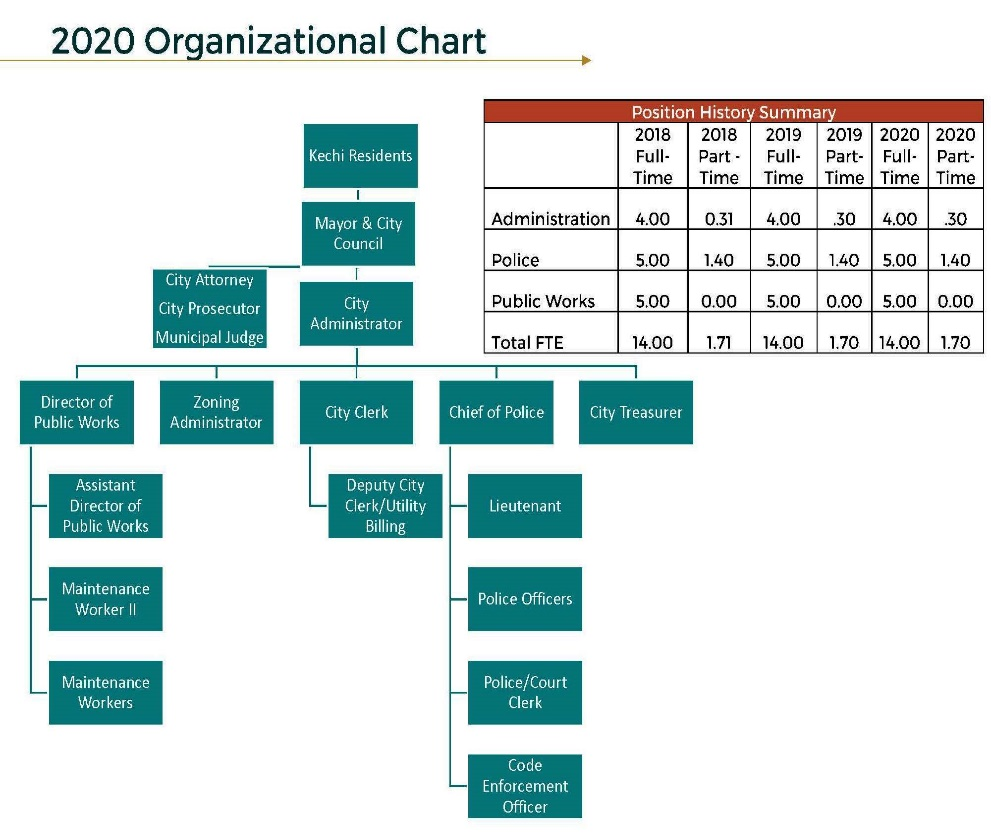 2020 Organizational Chart
Position History Summary
2018 2018 2019 2019 2020 2020
Full- Part - Full- Part- Full- Part-
Time Time Time Time Time Time
Administration 4.00 0.31 4.00 .30 4.00 .30
Police 5.00 1.40 5.00 1.40 5.00 1.40
Public Works 5.00 0.00 5.00 0.00 5.00 0.00
Total FTE 14.00 1.71 14.00 1.70 14.00 1.70
Kechi Residents
Mayor & City
Council
City Attorney
City Prosecutor
Municipal Judge
City
Administrator
Director of
Public Works
Zoning
Administrator
City Clerk
Chief of Police
City Treasurer
Assistant
Director of
Public Works
Maintenance
Worker II
Maintenance
Workers
Deputy City
Clerk/Utility
Billing
Lieutenant
Police Officers
Police/Court
Clerk
Code
Enforcement
Officer